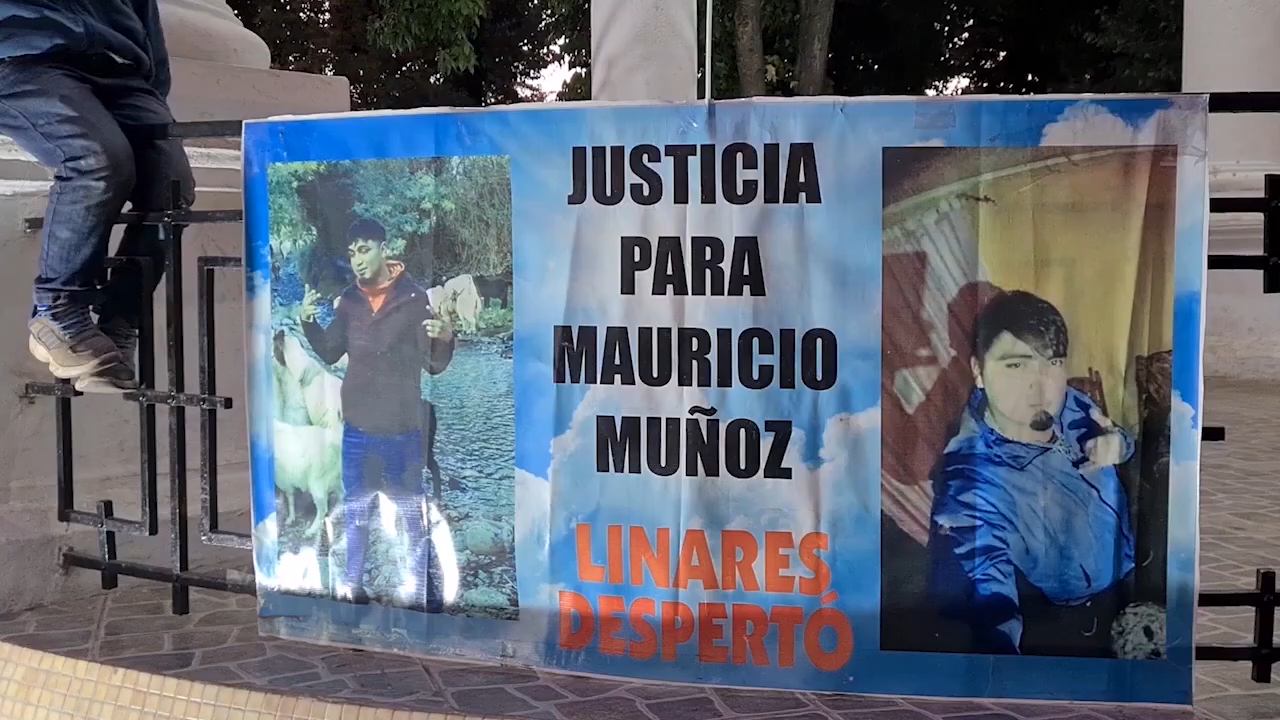 JUSTICIA
PARA
MAURICIO
MUÑOZ
LINARES
DESPERTÓ